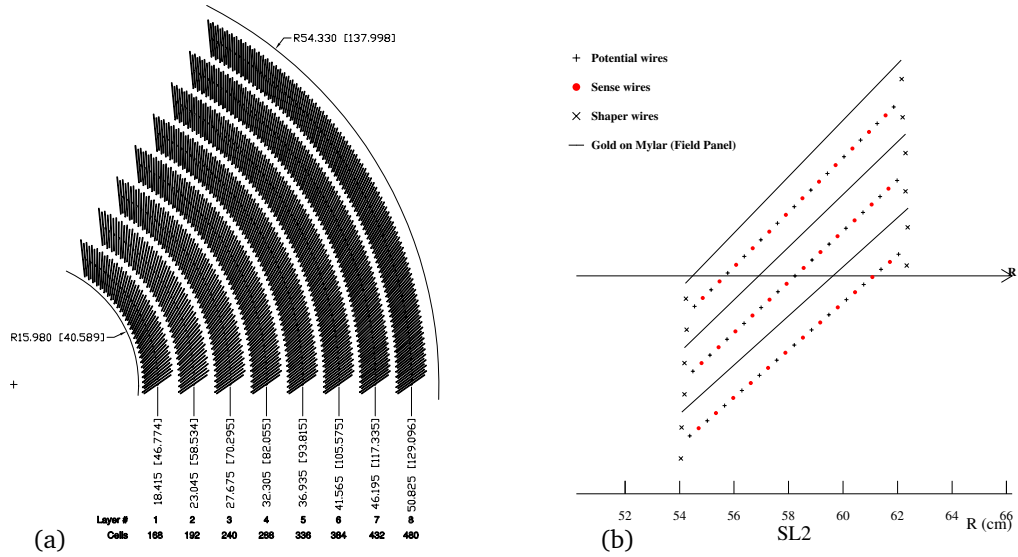 R54.330 [137.998]
R15.980 [40.589]
+
18.415 [46.774]
23.045 [58.534]
27.675 [70.295]
32.305 [82.055]
36.935 [93.815]
41.565 [105.575]
46.195 [117.335]
50.825 [129.096]
Layer # 1 2 3 4 5 6 7 8
Cells 168 192 240 288 336 384 432 480
(a)
+ Potential wires
Sense wires
× Shaper wires
Gold on Mylar (Field Panel)
R
52 54 56 58 60 62 64 66
R (cm)
SL2
(b)